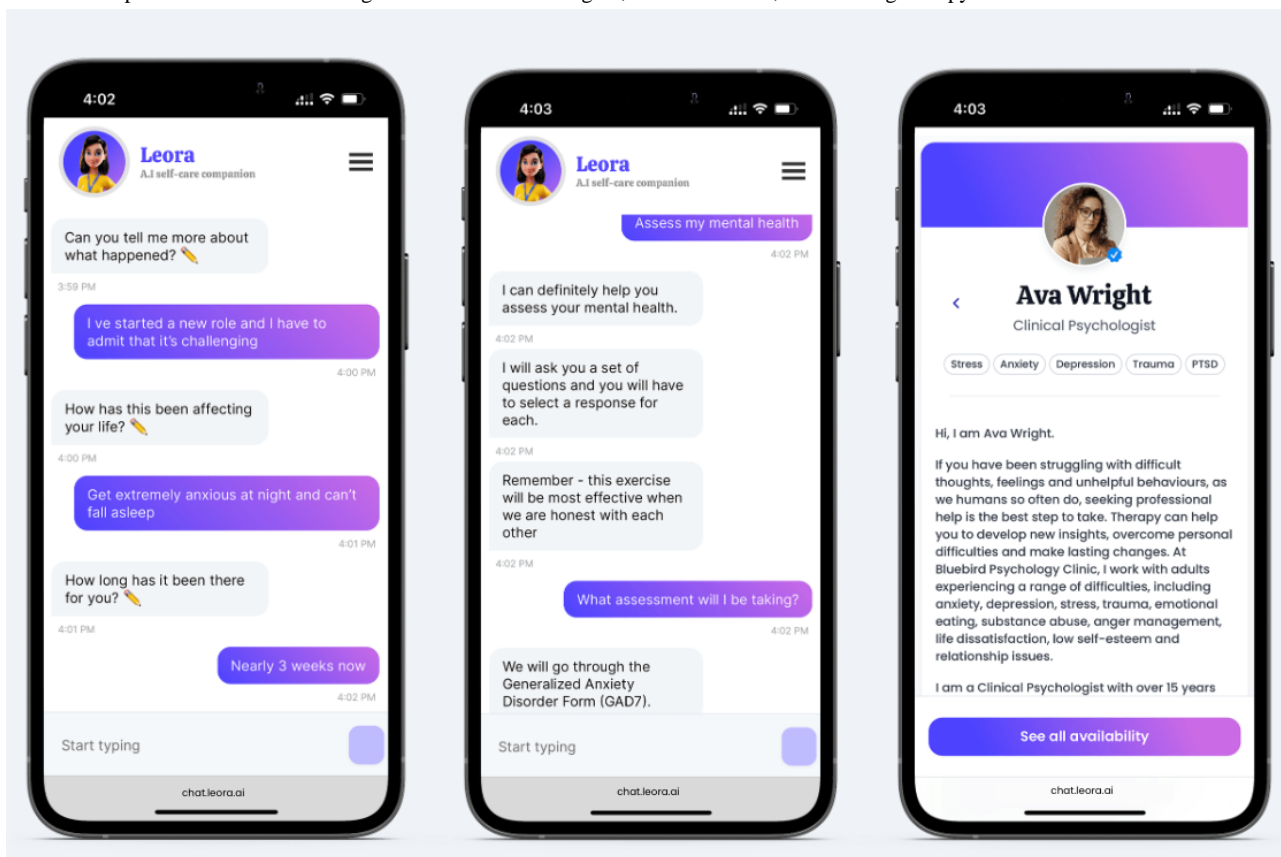 4:02
Leora
A.I self-care companion
Can you tell me more about
what happened?
3:59 PM
I ve started a new role and I have to
admit that it's challenging
4:00 PM
How has this been affecting
your life?
4:00 PM
Get extremely anxious at night and can't
fall asleep
4:01 PM
How long has it been there
for you?
4:01 PM
Nearly 3 weeks now
4:02 PM
Start typing
chat.leora.ai
4:03
Leora
A.I self-care companion
Assess my mental health
4:02 PM
I can definitely help you
assess your mental health.
4:02 PM
I will ask you a set of
questions and you will have
to select a response for
each.
4:02 PM
Remember - this exercise
will be most effective when
we are honest with each
other
4:02 PM
What assessment will I be taking?
4:02 PM
We will go through the
Generalized Anxiety
Disorder Form (GAD7).
Start typing
chat.leora.ai
4:03
Ava Wright
Clinical Psychologist
Stress Anxiety Depression Trauma PTSD
Hi, I am Ava Wright.
If you have been struggling with difficult
thoughts, feelings and unhelpful behaviours, as
we humans so often do, seeking professional
help is the best step to take. Therapy can help
you to develop new insights, overcome personal
difficulties and make lasting changes. At
Bluebird Psychology Clinic, I work with adults
experiencing a range of difficulties, including
anxiety, depression, stress, trauma, emotional
eating, substance abuse, anger management,
life dissatisfaction, low self-esteem and
relationship issues.
I am a Clinical Psychologist with over 15 years
See all availability
chat.leora.ai